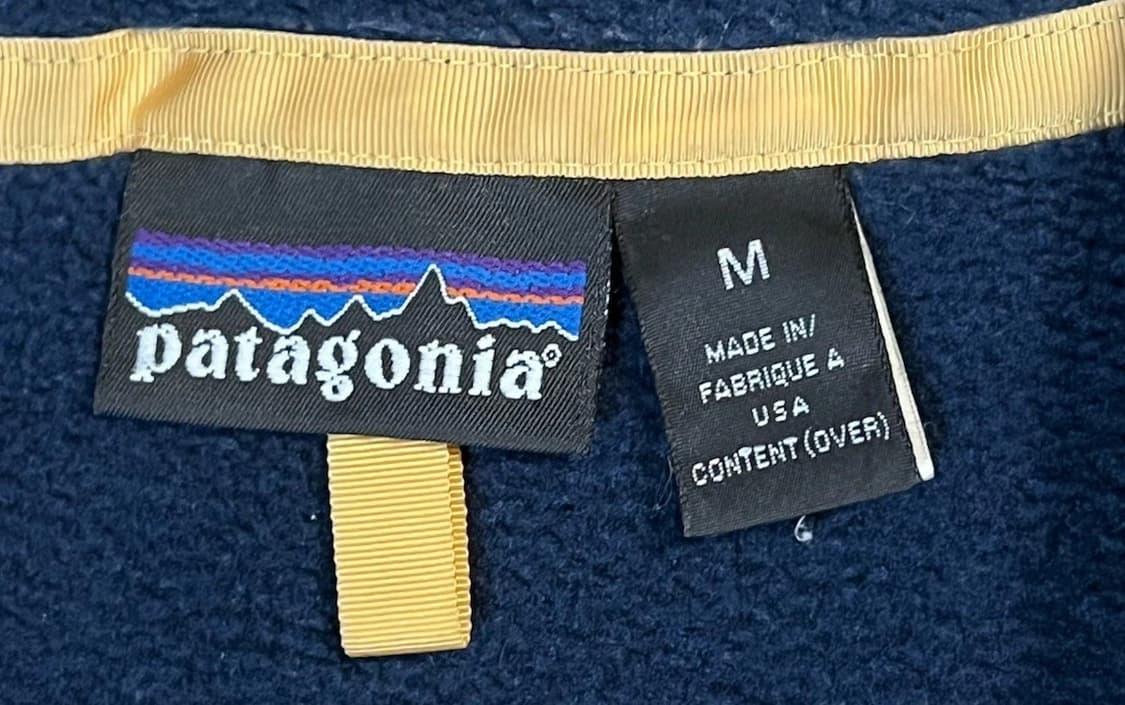 patagonia®
M
MADE IN/
FABRIQUE A
USA
CONTENT (OVER)